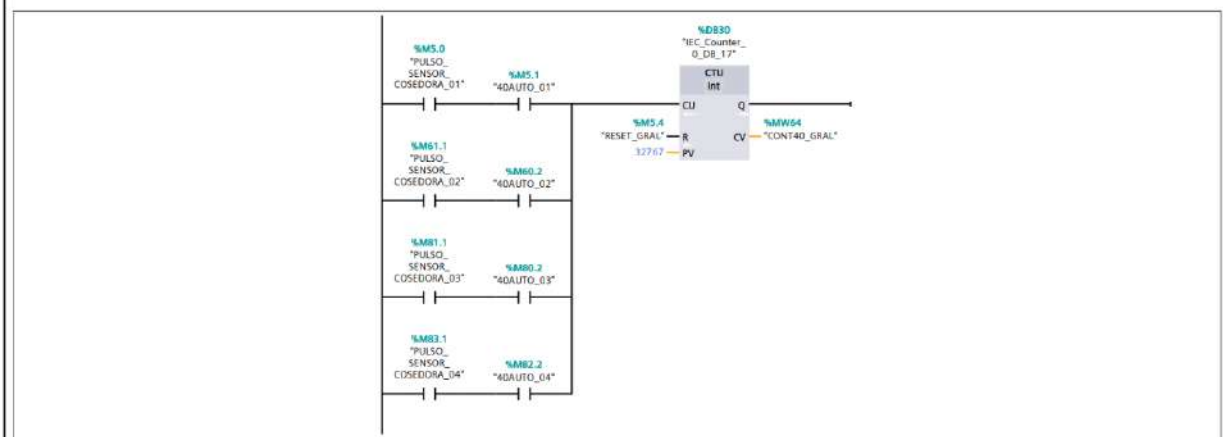 %M5.0
"PULSO_
SENSOR_
COSEDORA_01"
%M5.1
"40AUTO_01"
%DB30
"IEC_Counter_
0_DB_17"
CTU
Int
CU Q
%M5.4
"RESET_GRAL" R
%MW64
CV "CONT40_GRAL"
32767 PV
%M61.1
"PULSO_
SENSOR_
COSEDORA_02"
%M60.2
"40AUTO_02"
%M81.1
"PULSO_
SENSOR_
COSEDORA_03"
%M80.2
"40AUTO_03"
%M83.1
"PULSO_
SENSOR_
COSEDORA_04"
%M82.2
"40AUTO_04"